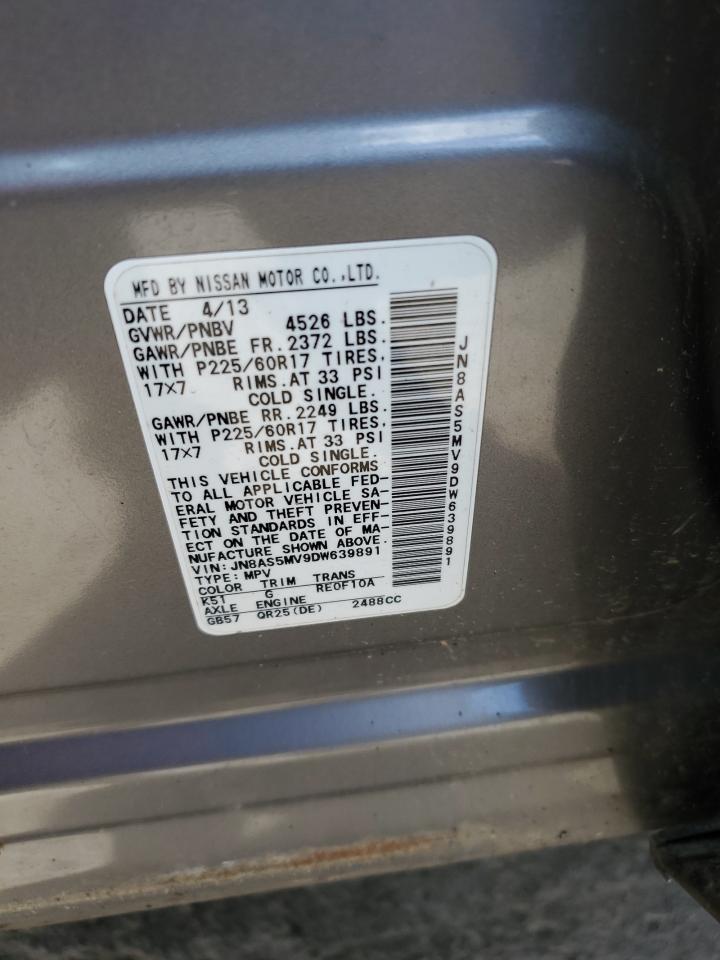 MFD BY NISSAN MOTOR CO.,LTD.
DATE 4/13
GVWR/PNBV 4526 LBS.
GAWR/PNBE FR. 2372 LBS.
WITH P225/60R17 TIRES,
17X7 RIMS.AT 33 PSI
COLD SINGLE.
GAWR/PNBE RR. 2249 LBS.
WITH P225/60R17 TIRES,
17X7 RIMS.AT 33 PSI
COLD SINGLE.
THIS VEHICLE CONFORMS
TO ALL APPLICABLE FED-
ERAL MOTOR VEHICLE SA-
FETY AND THEFT PREVEN-
TION STANDARDS IN EFF-
ECT ON THE DATE OF MA-
NUFACTURE SHOWN ABOVE.
VIN: JN8AS5MV9DW639891
TYPE: MPV
COLOR TRIM TRANS
K51 G RE0F10A
AXLE ENGINE
GB57 QR25(DE) 2488CC
JN8AS5MV9DW639891